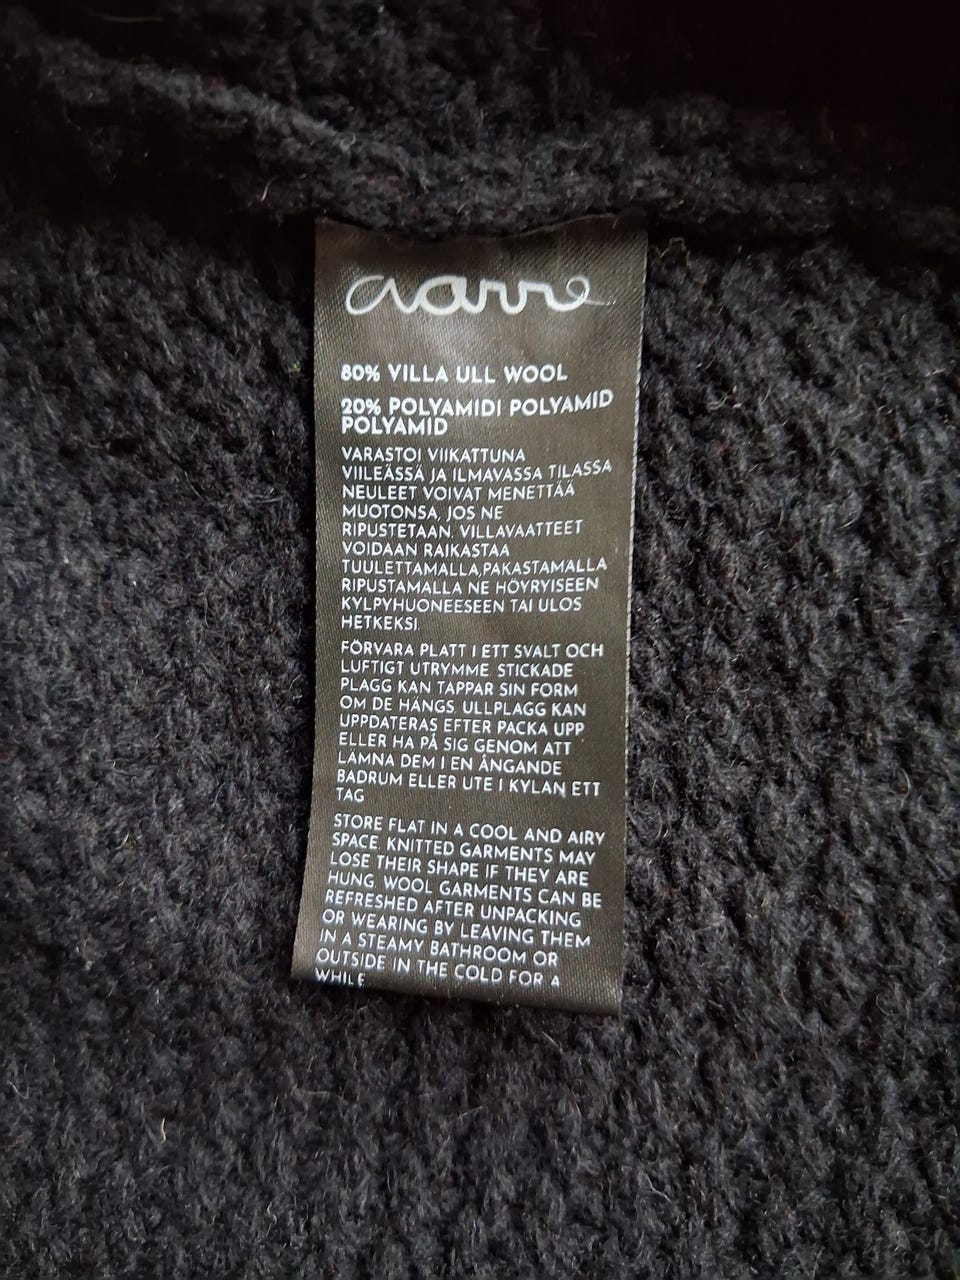 aarre
80% VILLA ULL WOOL
20% POLYAMIDI POLYAMID
POLYAMID
VARASTOI VIIKATTUNA
VIILEÄSSÄ JA ILMAVASSA TILASSA
NEULEET VOIVAT MENETTÄÄ
MUOTONSA, JOS NE
RIPUSTETAAN. VILLAVAATTEET
VOIDAAN RAIKASTAA
TUULETTAMALLA,PAKASTAMALLA
RIPUSTAMALLA NE HÖYRYISEEN
KYLPYHUONEESEEN TAI ULOS
HETKEKSI.
FÖRVARA PLATT I ETT SVALT OCH
LUFTIGT UTRYMME. STICKADE
PLAGG KAN TAPPAR SIN FORM
OM DE HÄNGS. ULLPLAGG KAN
UPPDATERAS EFTER PACKA UPP
ELLER HA PÅ SIG GENOM ATT
LÄMNA DEM I EN ÅNGANDE
BADRUM ELLER UTE I KYLAN ETT
TAG
STORE FLAT IN A COOL AND AIRY
SPACE. KNITTED GARMENTS MAY
LOSE THEIR SHAPE IF THEY ARE
HUNG. WOOL GARMENTS CAN BE
REFRESHED AFTER UNPACKING
OR WEARING BY LEAVING THEM
IN A STEAMY BATHROOM OR
OUTSIDE IN THE COLD FOR A
WHILE